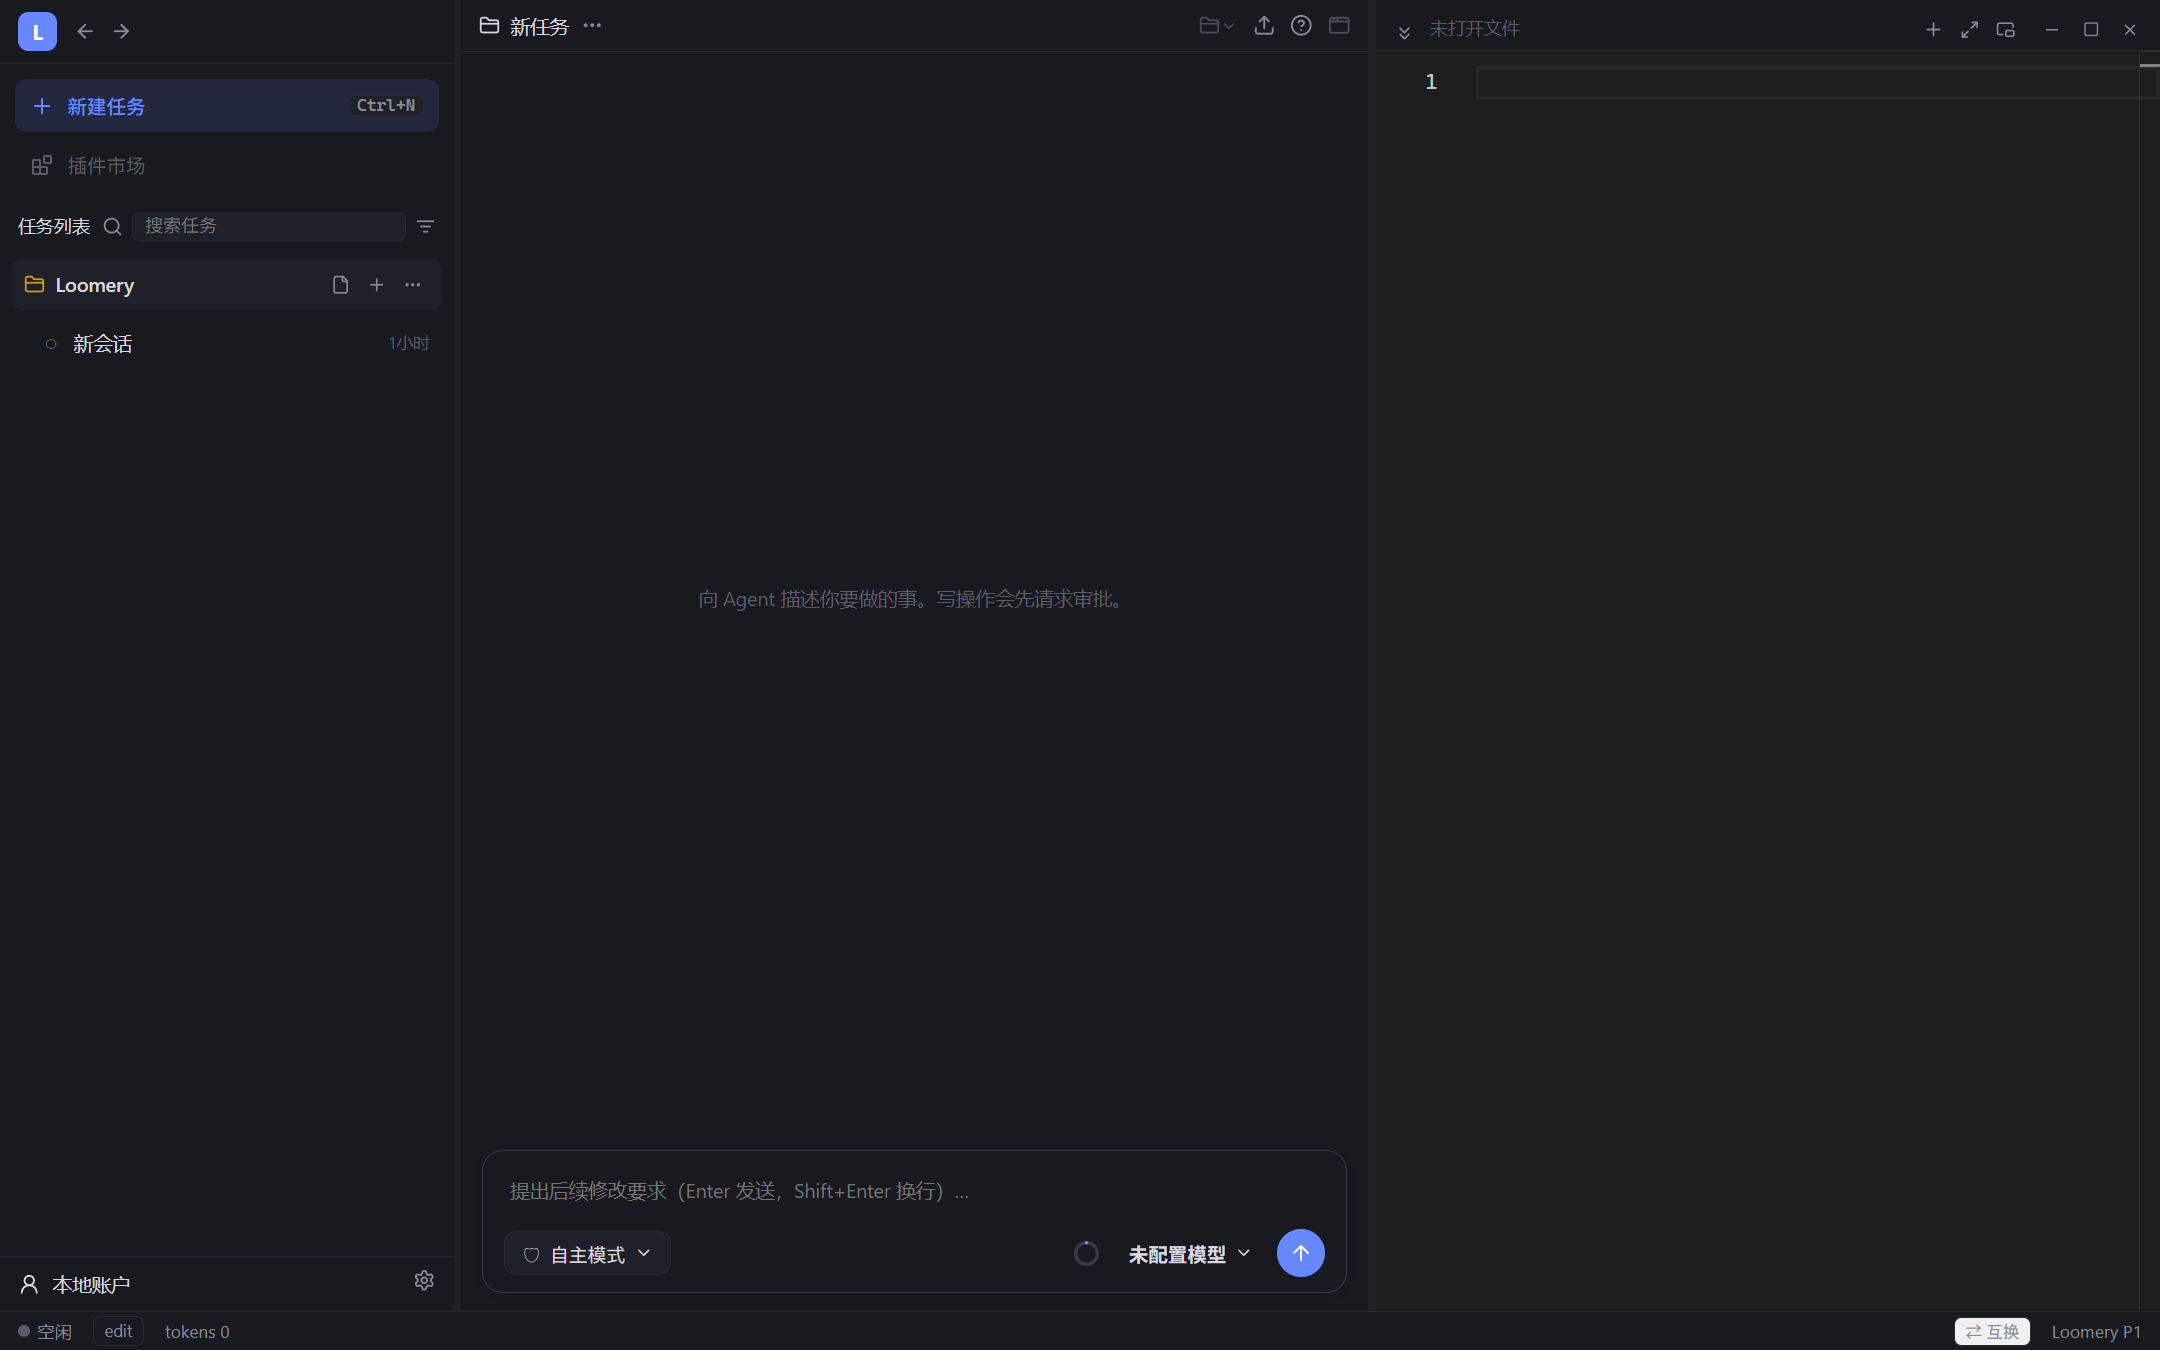 L
新建任务 Ctrl+N
插件市场
任务列表 搜索任务
Loomery
新会话 1小时
本地账户
新任务
向 Agent 描述你要做的事。写操作会先请求审批。
提出后续修改要求（Enter 发送，Shift+Enter 换行）...
自主模式 未配置模型
未打开文件
1
空闲 edit tokens 0 互换 Loomery P1